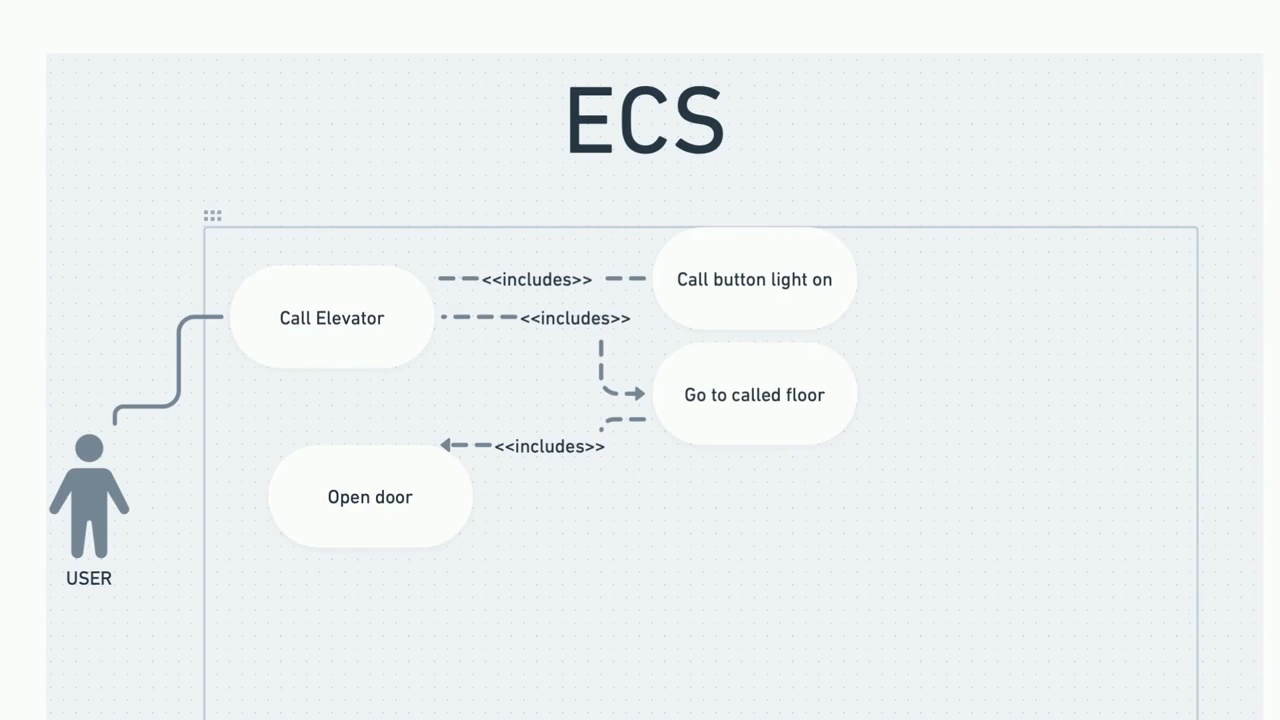 ECS
<<includes>>
Call button light on
Call Elevator
<<includes>>
Go to called floor
<<includes>>
Open door
USER